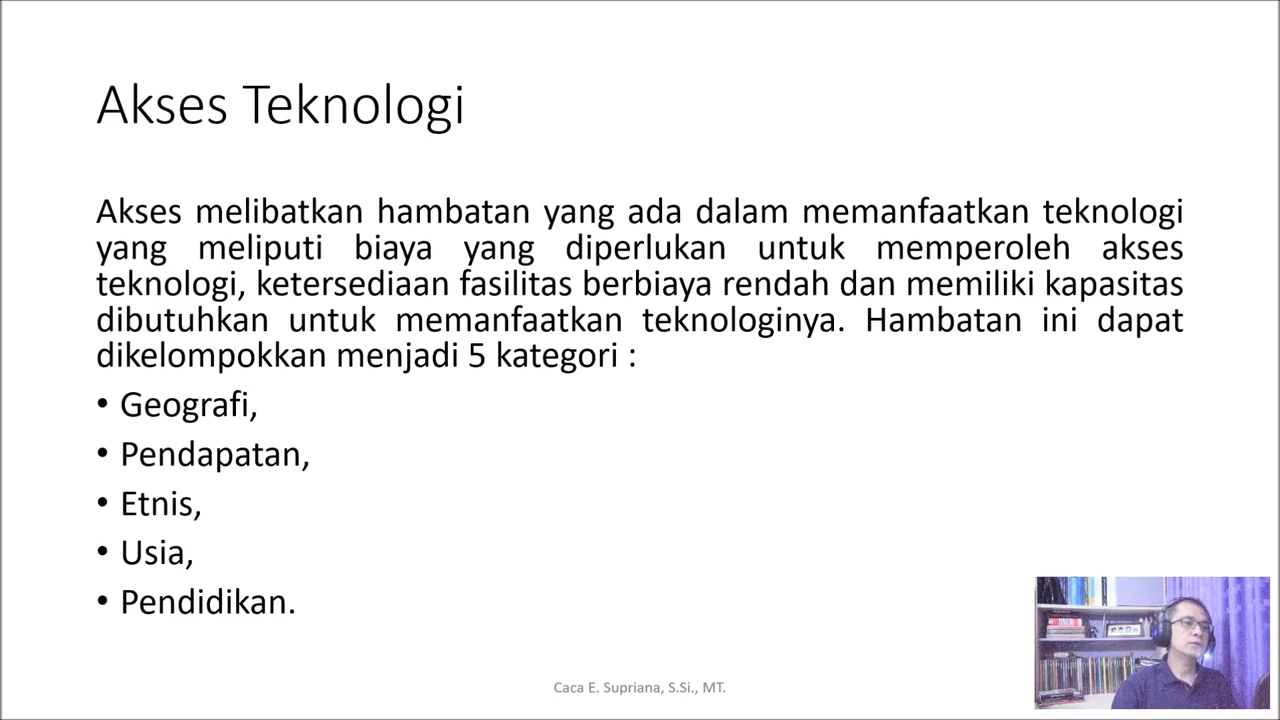 Akses Teknologi
Akses melibatkan hambatan yang ada dalam memanfaatkan teknologi
yang meliputi biaya yang diperlukan untuk memperoleh akses
teknologi, ketersediaan fasilitas berbiaya rendah dan memiliki kapasitas
dibutuhkan untuk memanfaatkan teknologinya. Hambatan ini dapat
dikelompokkan menjadi 5 kategori :
• Geografi,
• Pendapatan,
• Etnis,
• Usia,
• Pendidikan.
Caca E. Supriana, S.Si., MT.